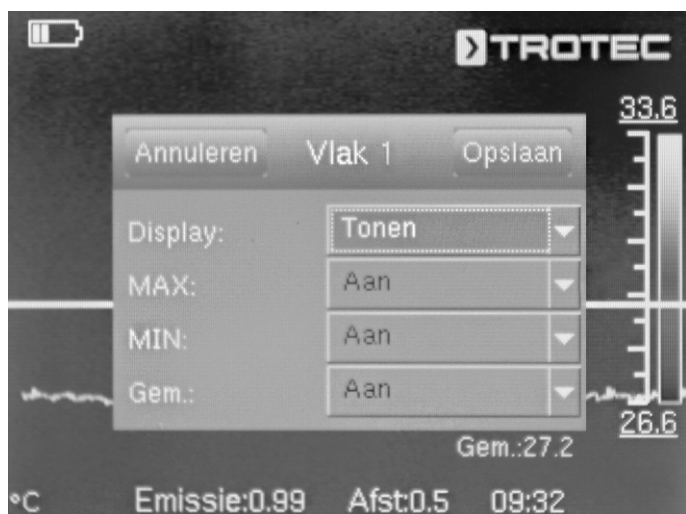 TROTEC
33.6
Annuleren Vlak 1 Opslaan
Display: Tonen
MAX: Aan
MIN: Aan
Gem.: Aan
26.6
Gem.:27.2
°C Emissie:0.99 Afst:0.5 09:32